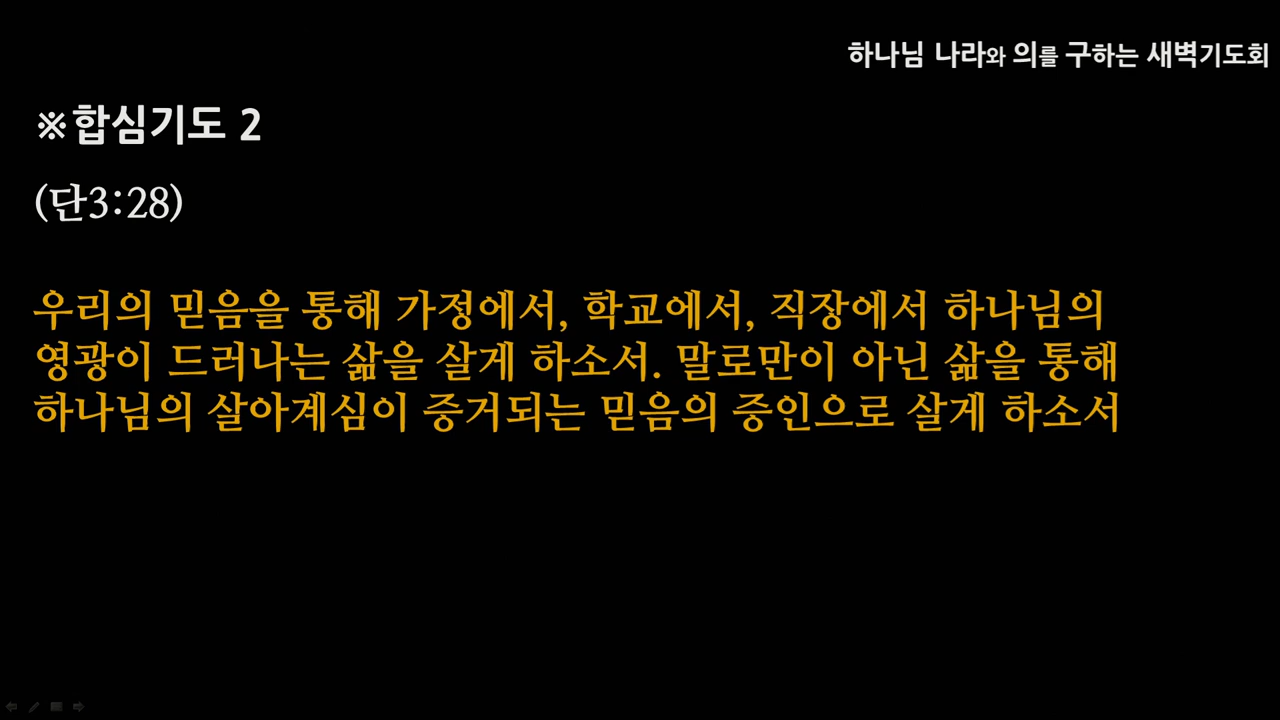 하나님 나라와 의를 구하는 새벽기도회
※합심기도 2
(단3:28)
우리의 믿음을 통해 가정에서, 학교에서, 직장에서 하나님의
영광이 드러나는 삶을 살게 하소서. 말로만이 아닌 삶을 통해
하나님의 살아계심이 증거되는 믿음의 증인으로 살게 하소서